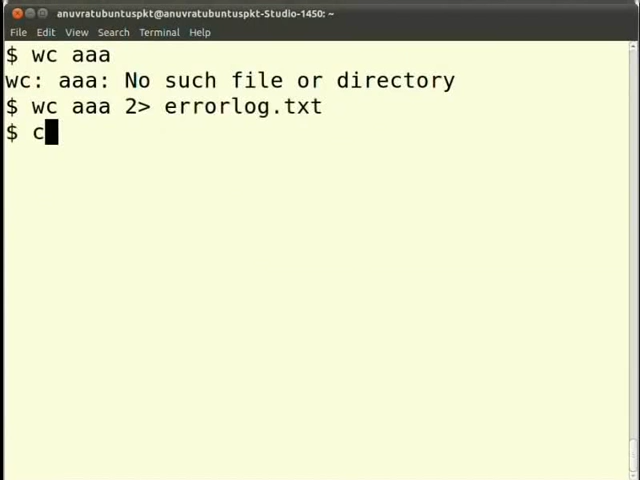 anuvratubuntuspkt@anuvratubuntuspkt-Studio-1450: ~
File Edit View Search Terminal Help
$ wc aaa
wc: aaa: No such file or directory
$ wc aaa 2> errorlog.txt
$ c